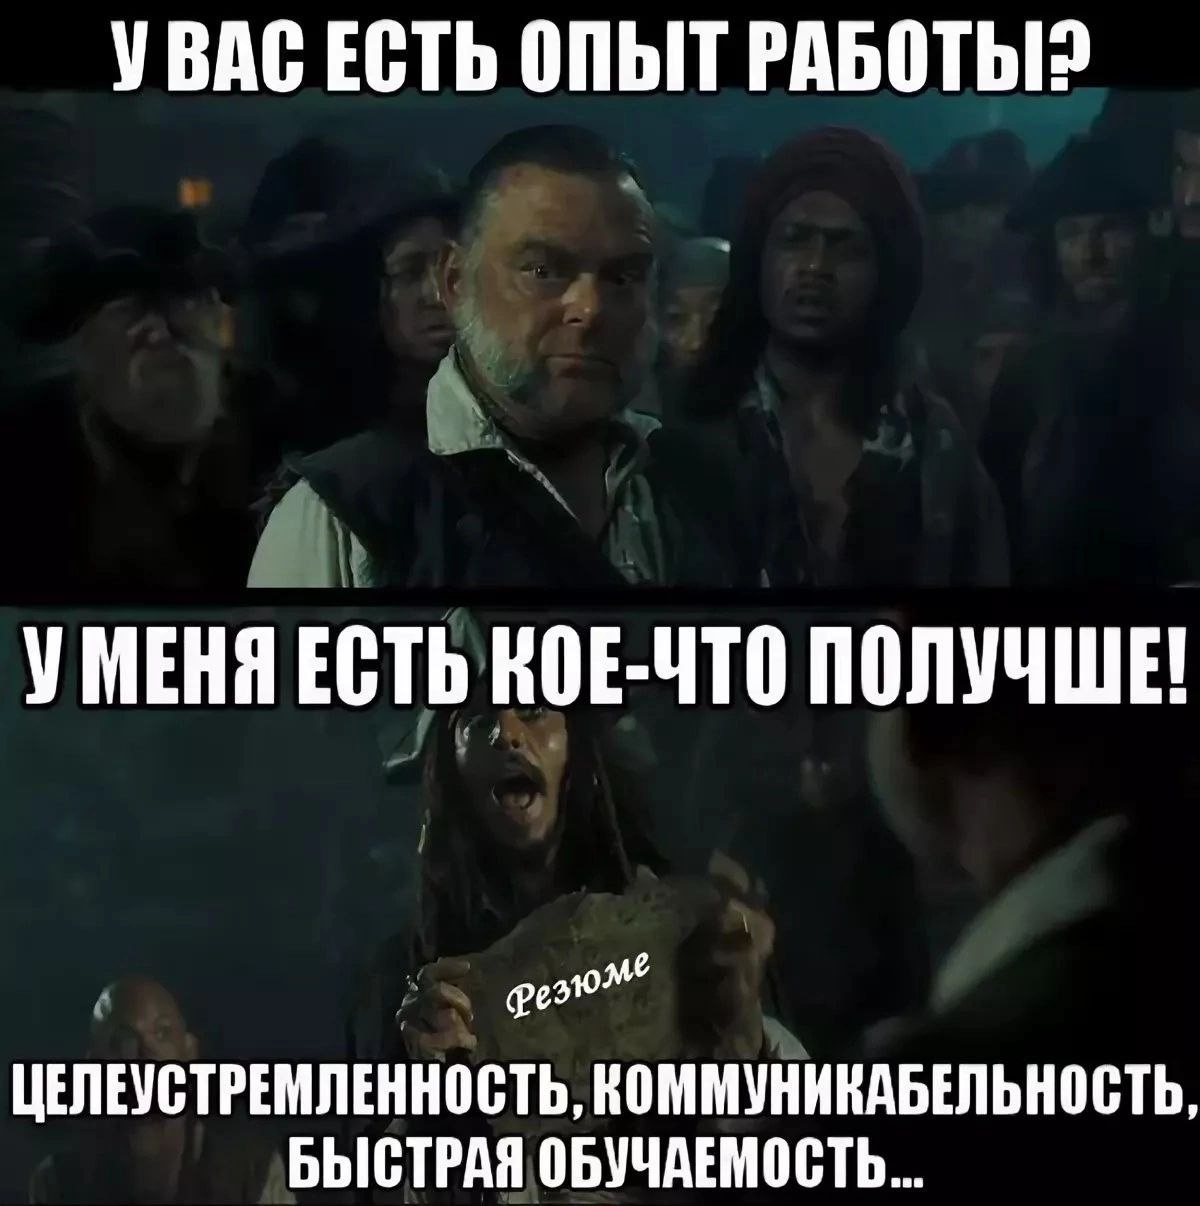 У ВАС ЕСТЬ ОПЫТ РАБОТЫ?
У МЕНЯ ЕСТЬ КОЕ-ЧТО ПОЛУЧШЕ!
Резюме
ЦЕЛЕУСТРЕМЛЕННОСТЬ, КОММУНИКАБЕЛЬНОСТЬ,
БЫСТРАЯ ОБУЧАЕМОСТЬ...